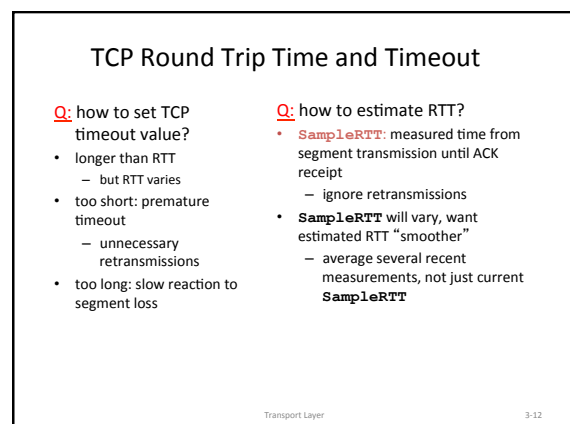 TCP Round Trip Time and Timeout
Q: how to set TCP
timeout value?
• longer than RTT
– but RTT varies
• too short: premature
timeout
– unnecessary
retransmissions
• too long: slow reaction to
segment loss
Q: how to estimate RTT?
• SampleRTT: measured time from
segment transmission until ACK
receipt
– ignore retransmissions
• SampleRTT will vary, want
estimated RTT “smoother”
– average several recent
measurements, not just current
SampleRTT
Transport Layer
3-12